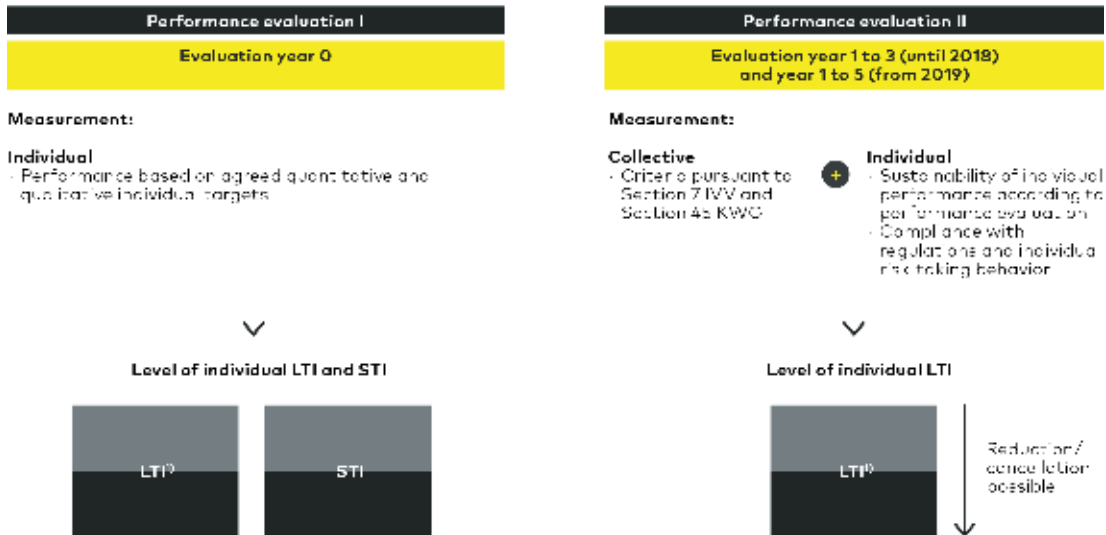 Performance evaluation I
Evaluation year 0
Measurement:
Individual
· Performance based on agreed quantitative and
qualitative individual targets
Level of individual LTI and STI
LTI¹⁾
STI
Performance evaluation II
Evaluation year 1 to 3 (until 2018)
and year 1 to 5 (from 2019)
Measurement:
Collective
· Criteria pursuant to
Section 7 IVV and
Section 45 KWG
+
Individual
· Sustainability of individual
performance according to
performance evaluation
· Compliance with
regulations and individual
risk taking behavior
Level of individual LTI
LTI¹⁾
Reduction/
cancellation
possible